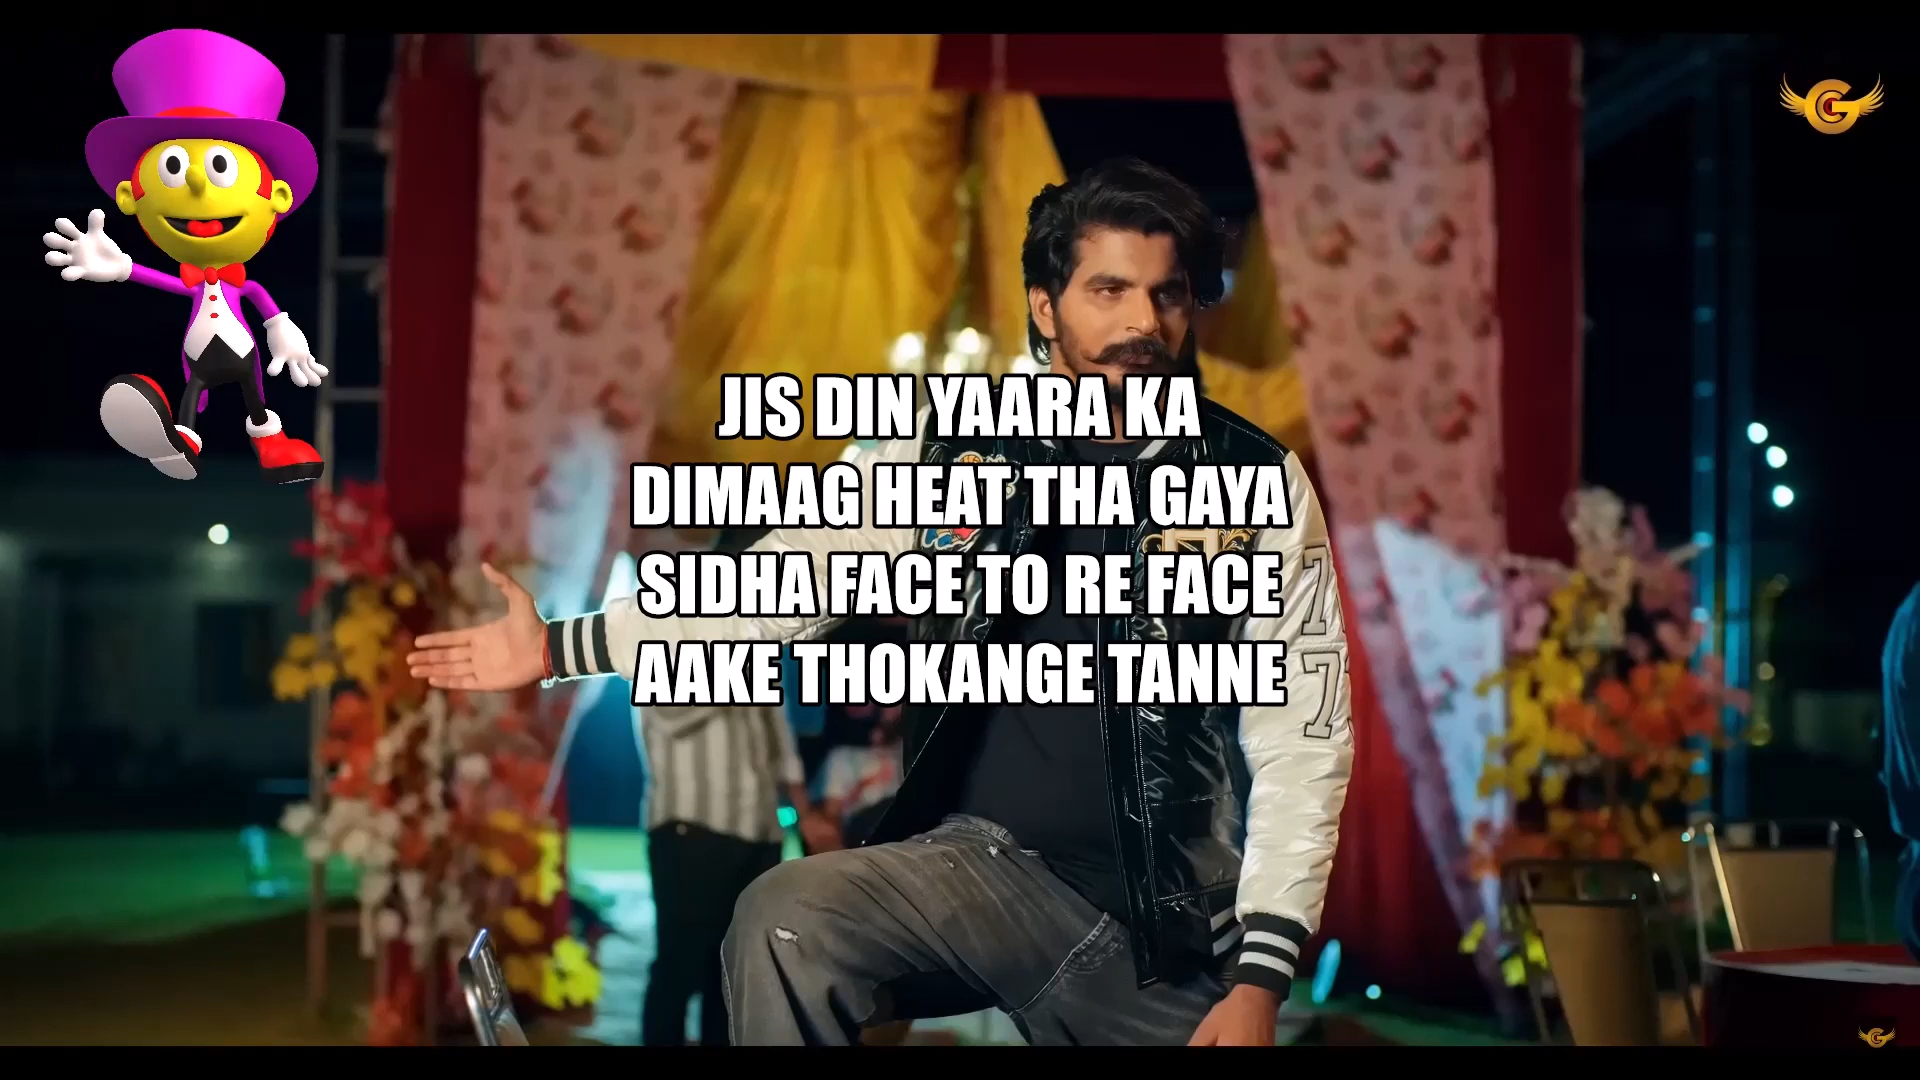 JIS DIN YAARA KA
DIMAAG HEAT THA GAYA
SIDHA FACE TO RE FACE
AAKE THOKANGE TANNE